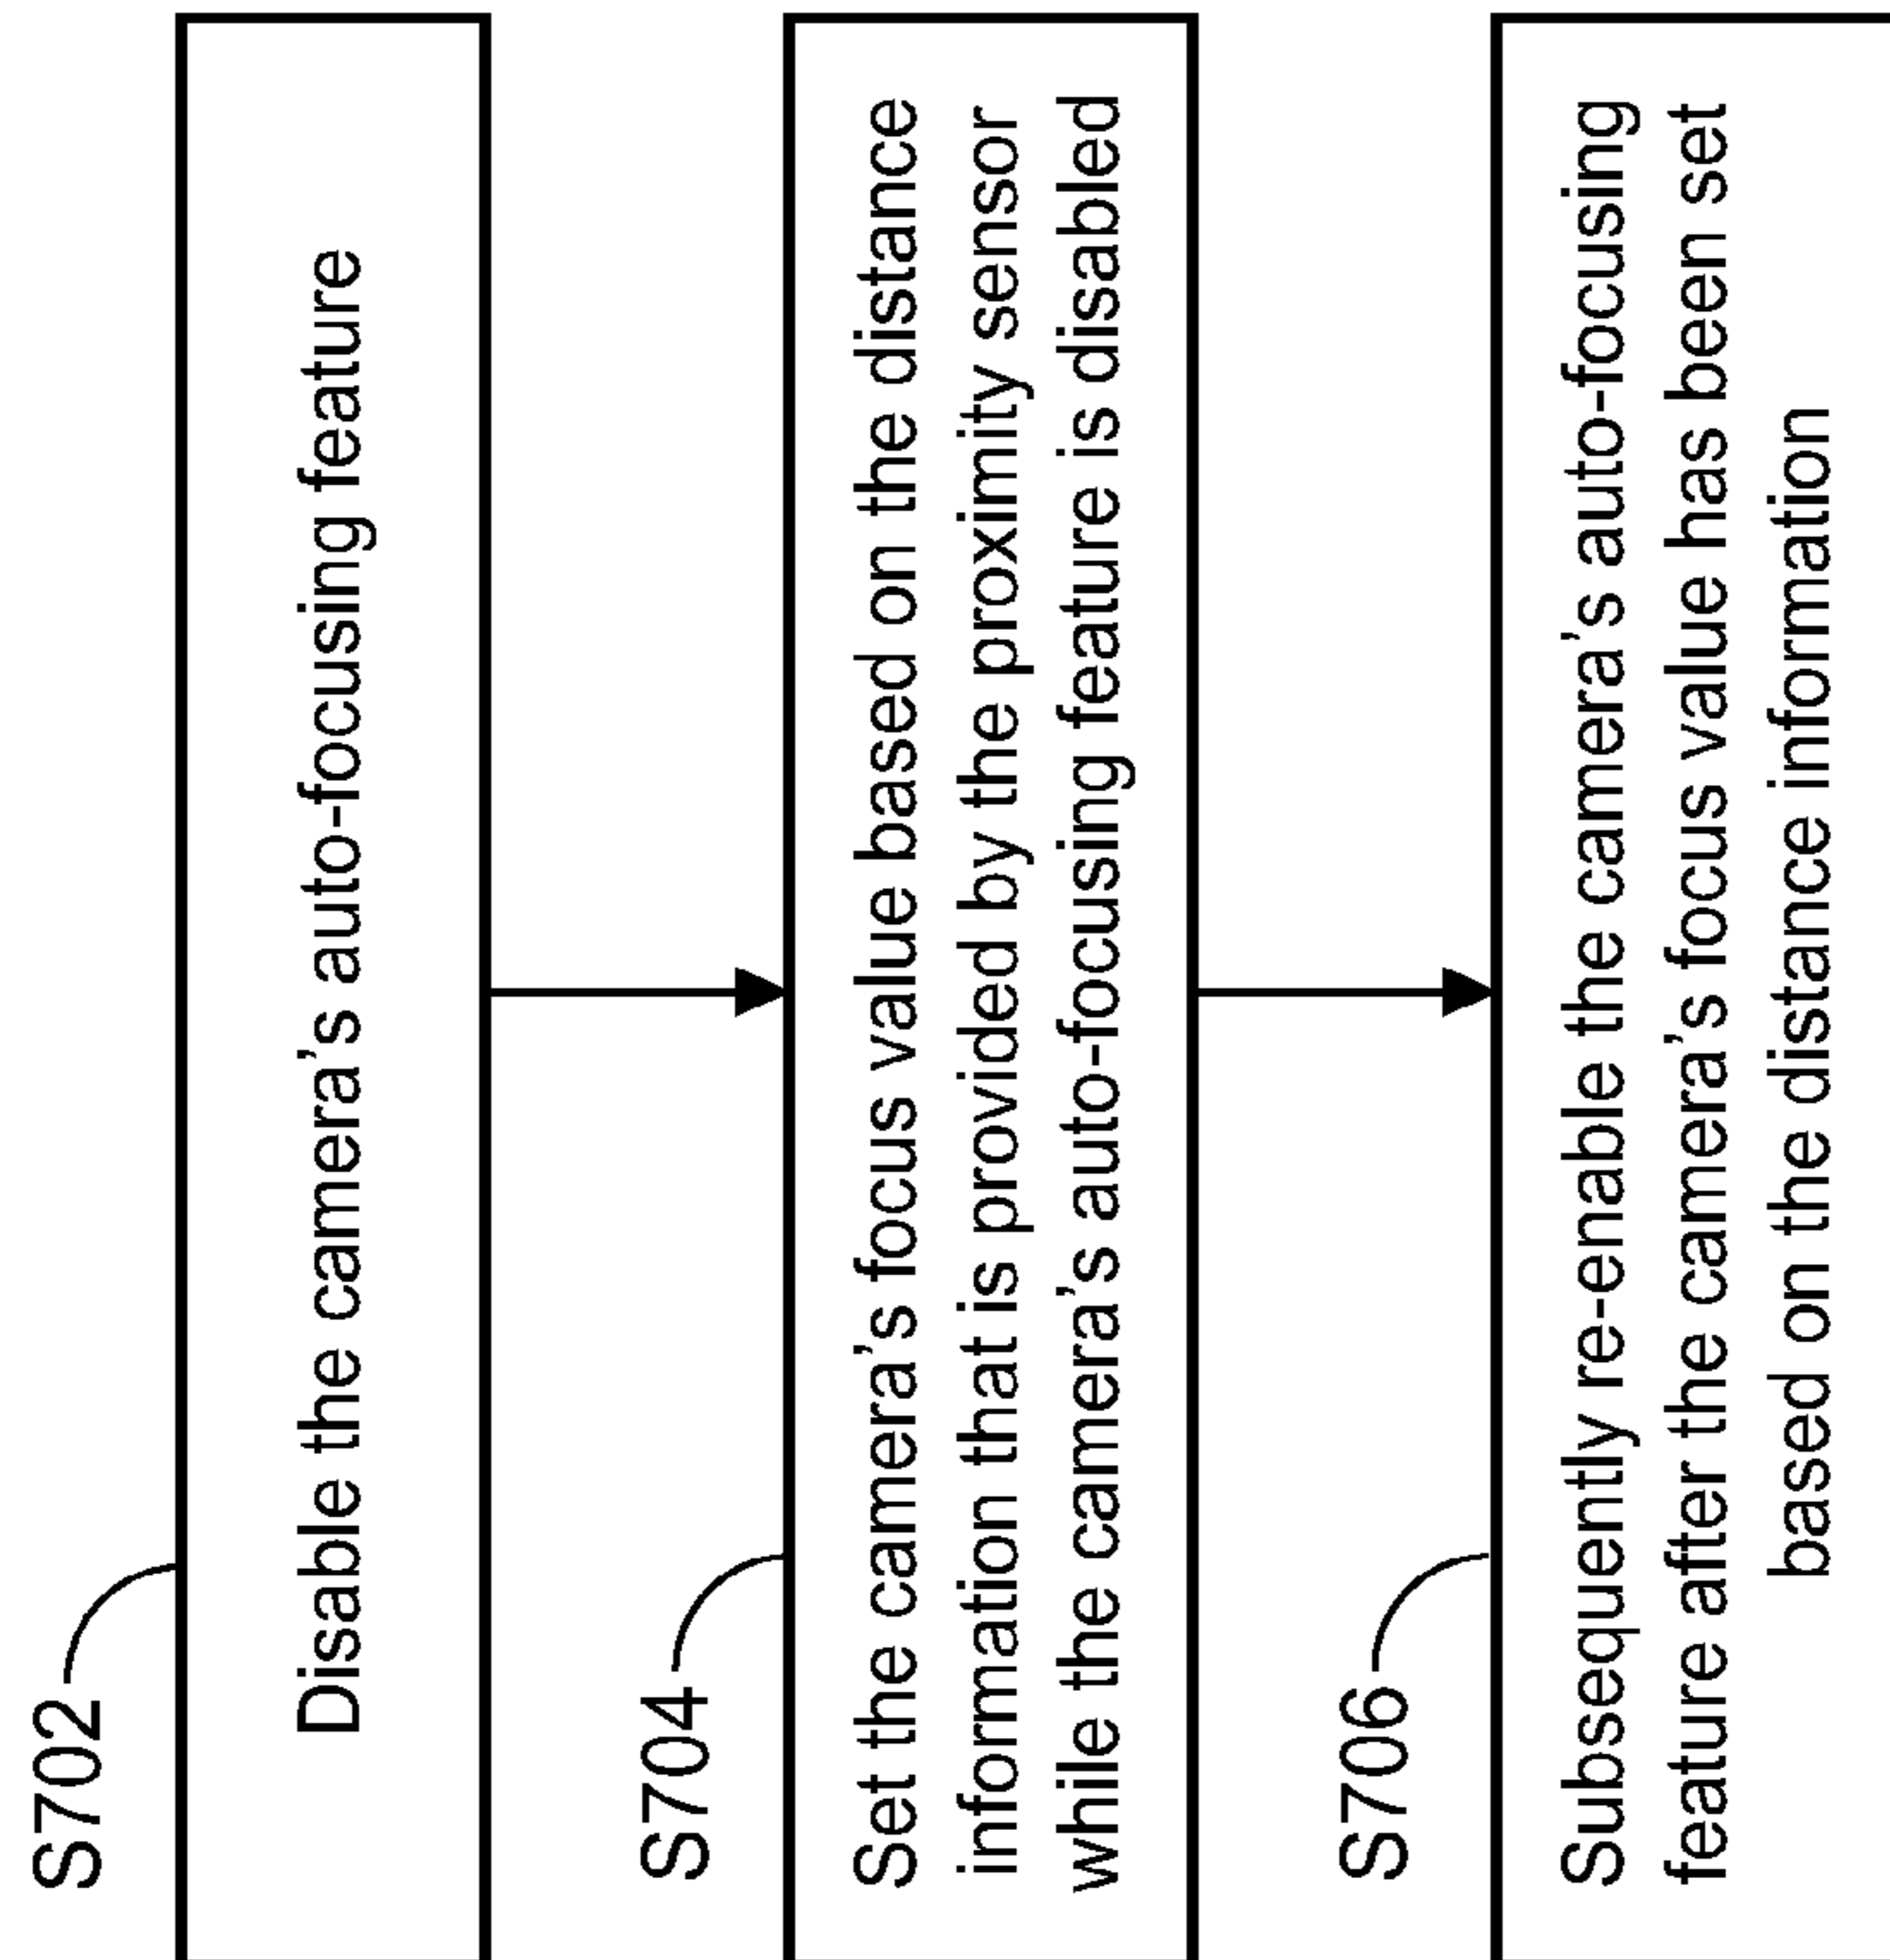 S702
Disable the camera's auto-focusing feature
S704
Set the camera's focus value based on the distance
information that is provided by the proximity sensor
while the camera's auto-focusing feature is disabled
S706
Subsequently re-enable the camera's auto-focusing
feature after the camera's focus value has been set
based on the distance information